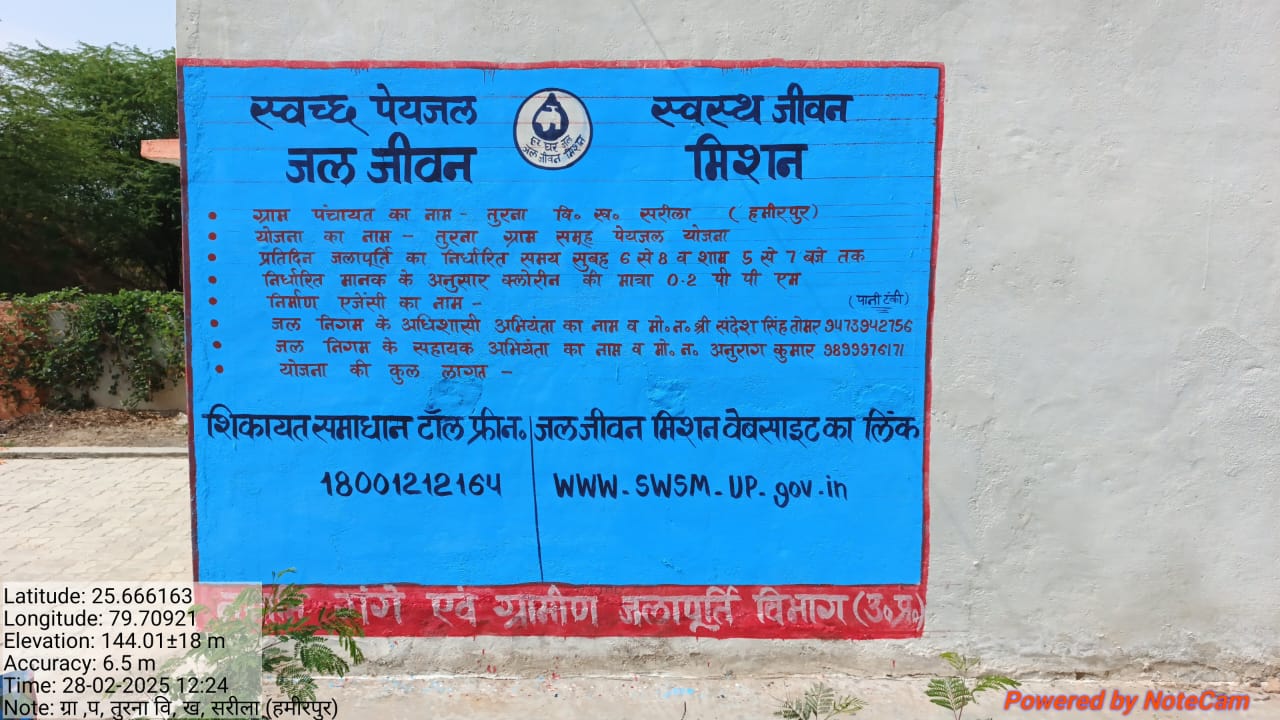 स्वच्छ पेयजल स्वस्थ जीवन
जल जीवन मिशन
हर घर जल
जल जीवन मिशन
• ग्राम पंचायत का नाम - तुरना वि० ख० सरीला (हमीरपुर)
• योजना का नाम - तुरना ग्राम समूह पेयजल योजना
• प्रतिदिन जलापूर्ति का निर्धारित समय सुबह 6 से 8 व शाम 5 से 7 बजे तक
• निर्धारित मानक के अनुसार क्लोरीन की मात्रा 0.2 पी पी एम
• निर्माण एजेंसी का नाम - (पानी टंकी)
• जल निगम के अधिशासी अभियंता का नाम व मो० न० श्री संदेश सिंह तोमर 9473942756
• जल निगम के सहायक अभियंता का नाम व मो० न० अनुराग कुमार 9899976171
• योजना की कुल लागत -
शिकायत समाधान टॉल फ्री न० जल जीवन मिशन वेबसाइट का लिंक
18001212164 WWW-SWSM-UP-gov.in
एवं ग्रामीण जलापूर्ति विभाग (उ०प्र०)
Latitude: 25.666163
Longitude: 79.70921
Elevation: 144.01±18 m
Accuracy: 6.5 m
Time: 28-02-2025 12:24
Note: ग्रा ,प, तुरना वि, ख, सरीला (हमीरपुर)
Powered by NoteCam